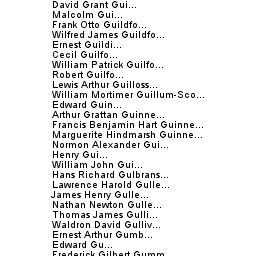 David Grant Gui...
Malcolm Gui...
Frank Otto Guildfo...
Wilfred James Guildfo...
Ernest Guildi...
Cecil Guilfo...
William Patrick Guilfo...
Robert Guilfo...
Lewis Arthur Guilloss...
William Mortimer Guillum-Sco...
Edward Guin...
Arthur Grattan Guinne...
Francis Benjamin Hart Guinne...
Marguerite Hindmarsh Guinne...
Normon Alexander Gui...
Henry Gui...
William John Gui...
Hans Richard Gulbrans...
Lawrence Harold Gulle...
James Henry Gulle...
Nathan Newton Gulle...
Thomas James Gulli...
Waldron David Gulliv...
Ernest Arthur Gumb...
Edward Gu...
Frederick Gilbert Gumm...